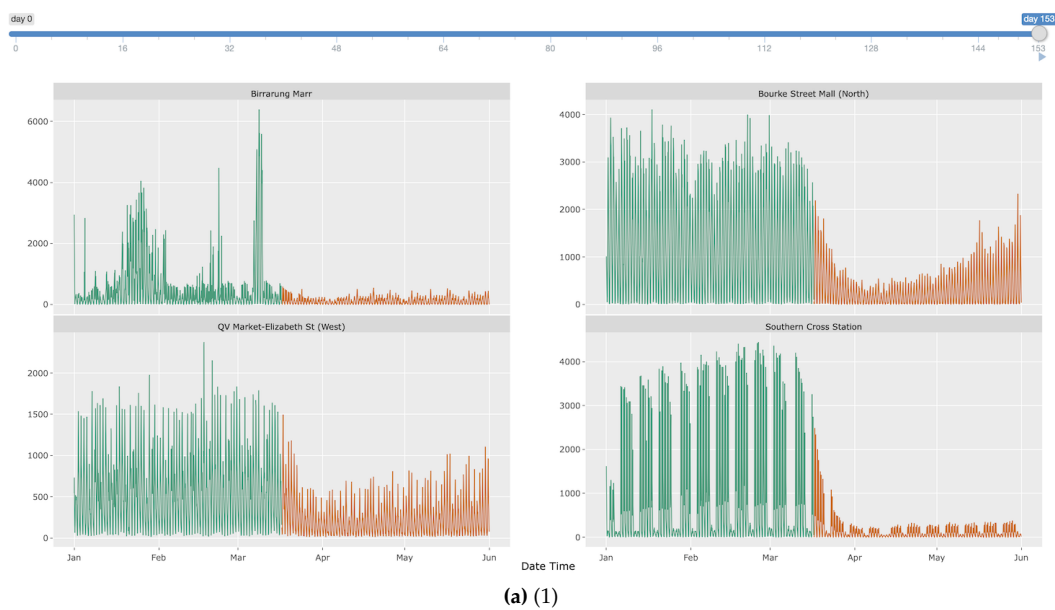 day 0
day 153
0 16 32 48 64 80 96 112 128 144 153
Birrarung Marr
6000
4000
2000
0
Bourke Street Mall (North)
4000
3000
2000
1000
0
QV Market-Elizabeth St (West)
2000
1500
1000
500
0
Jan Feb Mar Apr May Jun
Southern Cross Station
4000
3000
2000
1000
0
Jan Feb Mar Apr May Jun
Date Time
(a) (1)